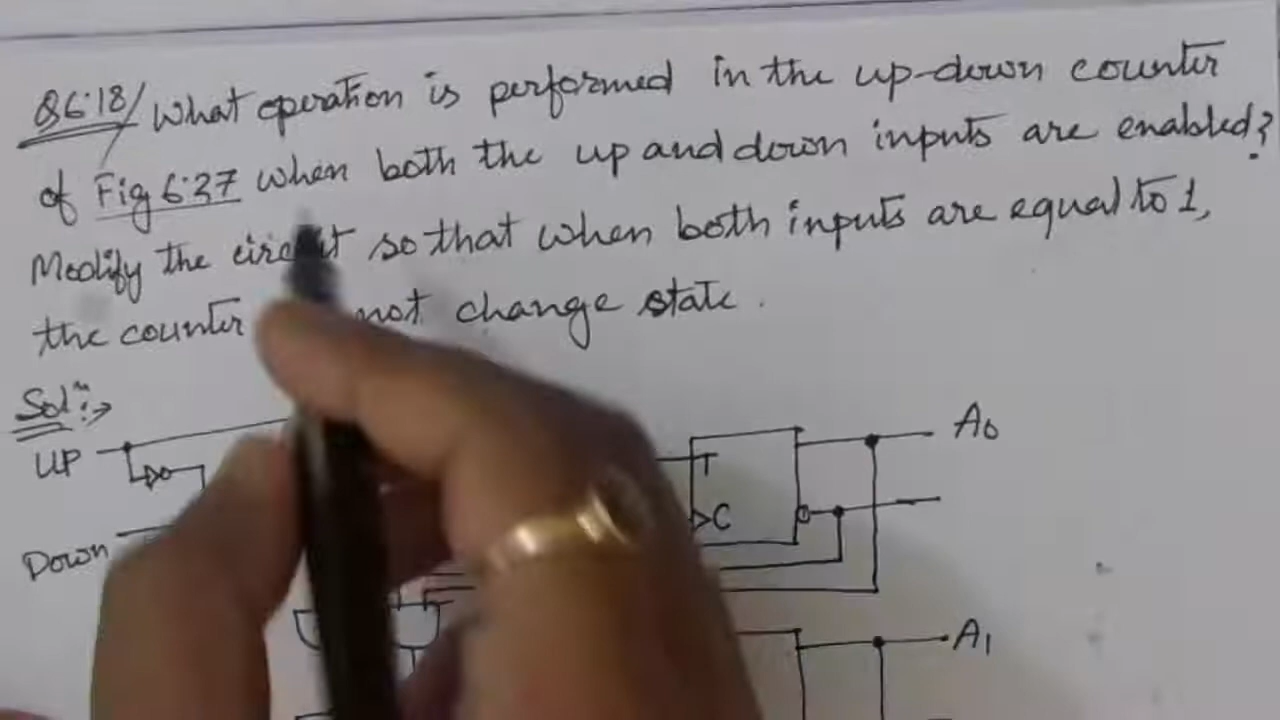 Q6.18/ What operation is performed in the up-down counter
of Fig 6.27 when both the up and down inputs are enabled?
Modify the circuit so that when both inputs are equal to 1,
the counter not change state.
Solⁿ:→
UP
Down
T
>C
A₀
A₁